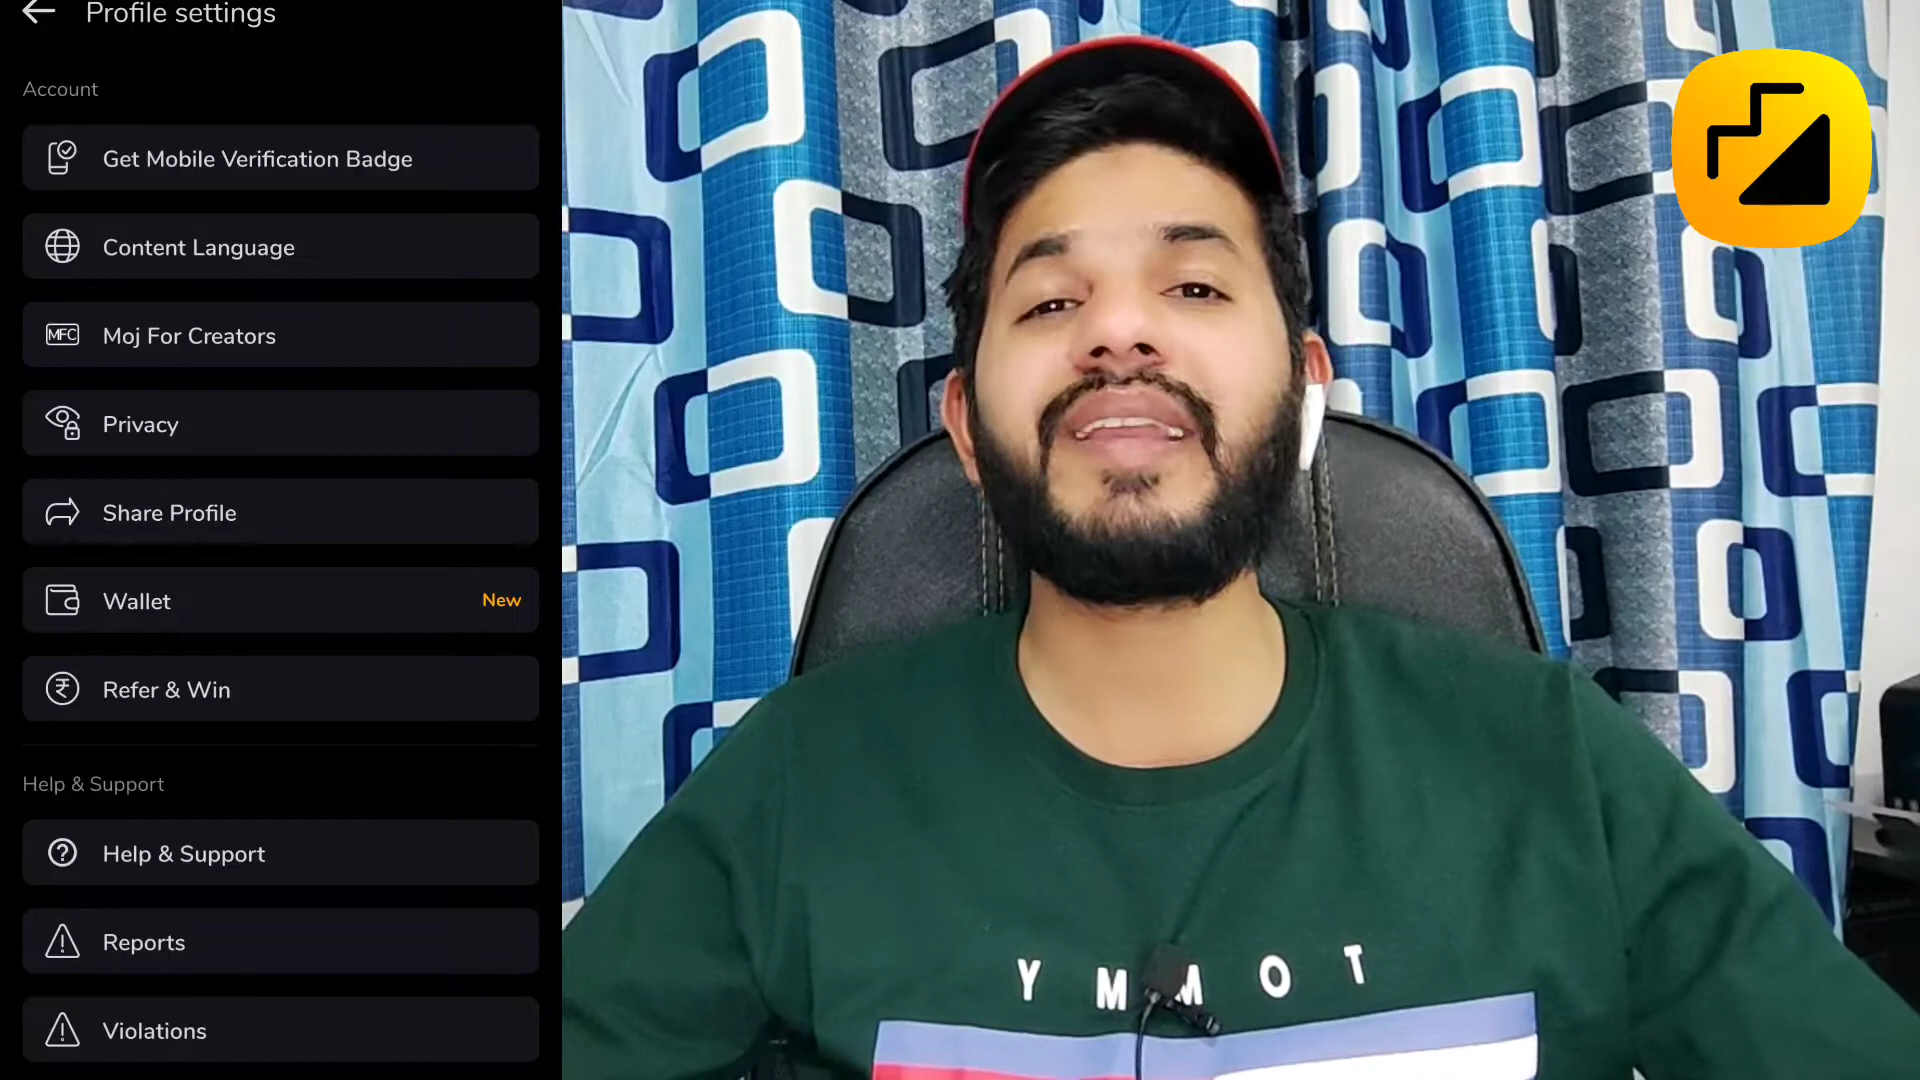 Profile settings
Account
Get Mobile Verification Badge
Content Language
MFC
Moj For Creators
Privacy
Share Profile
Wallet
New
Refer & Win
Help & Support
Help & Support
Reports
Violations
Y M M O T